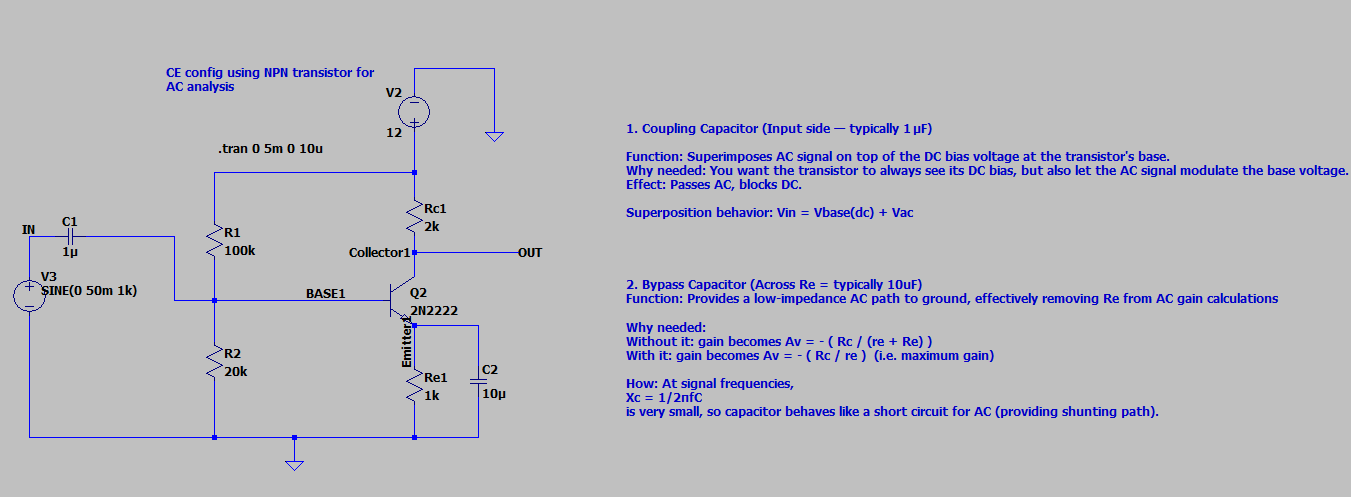 CE config using NPN transistor for
AC analysis
V2
12
.tran 0 5m 0 10u
IN
C1
1µ
V3
SINE(0 50m 1k)
R1
100k
Rc1
2k
Collector1
OUT
BASE1
Q2
2N2222
Emitter1
R2
20k
Re1
1k
C2
10µ
1. Coupling Capacitor (Input side — typically 1 µF)
Function: Superimposes AC signal on top of the DC bias voltage at the transistor's base.
Why needed: You want the transistor to always see its DC bias, but also let the AC signal modulate the base voltage.
Effect: Passes AC, blocks DC.
Superposition behavior: Vin = Vbase(dc) + Vac
2. Bypass Capacitor (Across Re = typically 10uF)
Function: Provides a low-impedance AC path to ground, effectively removing Re from AC gain calculations
Why needed:
Without it: gain becomes Av = - ( Rc / (re + Re) )
With it: gain becomes Av = - ( Rc / re )  (i.e. maximum gain)
How: At signal frequencies,
Xc = 1/2πfC
is very small, so capacitor behaves like a short circuit for AC (providing shunting path).